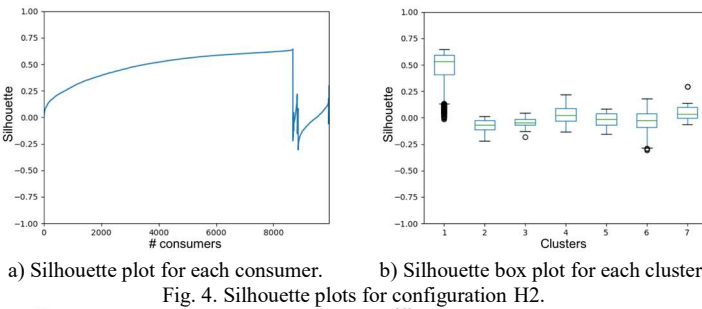 1.00
0.75
0.50
0.25
0.00
−0.25
−0.50
−0.75
−1.00
Silhouette
0 2000 4000 6000 8000
# consumers
1.00
0.75
0.50
0.25
0.00
−0.25
−0.50
−0.75
−1.00
Silhouette
1 2 3 4 5 6 7
Clusters
a) Silhouette plot for each consumer.
b) Silhouette box plot for each cluster
Fig. 4. Silhouette plots for configuration H2.